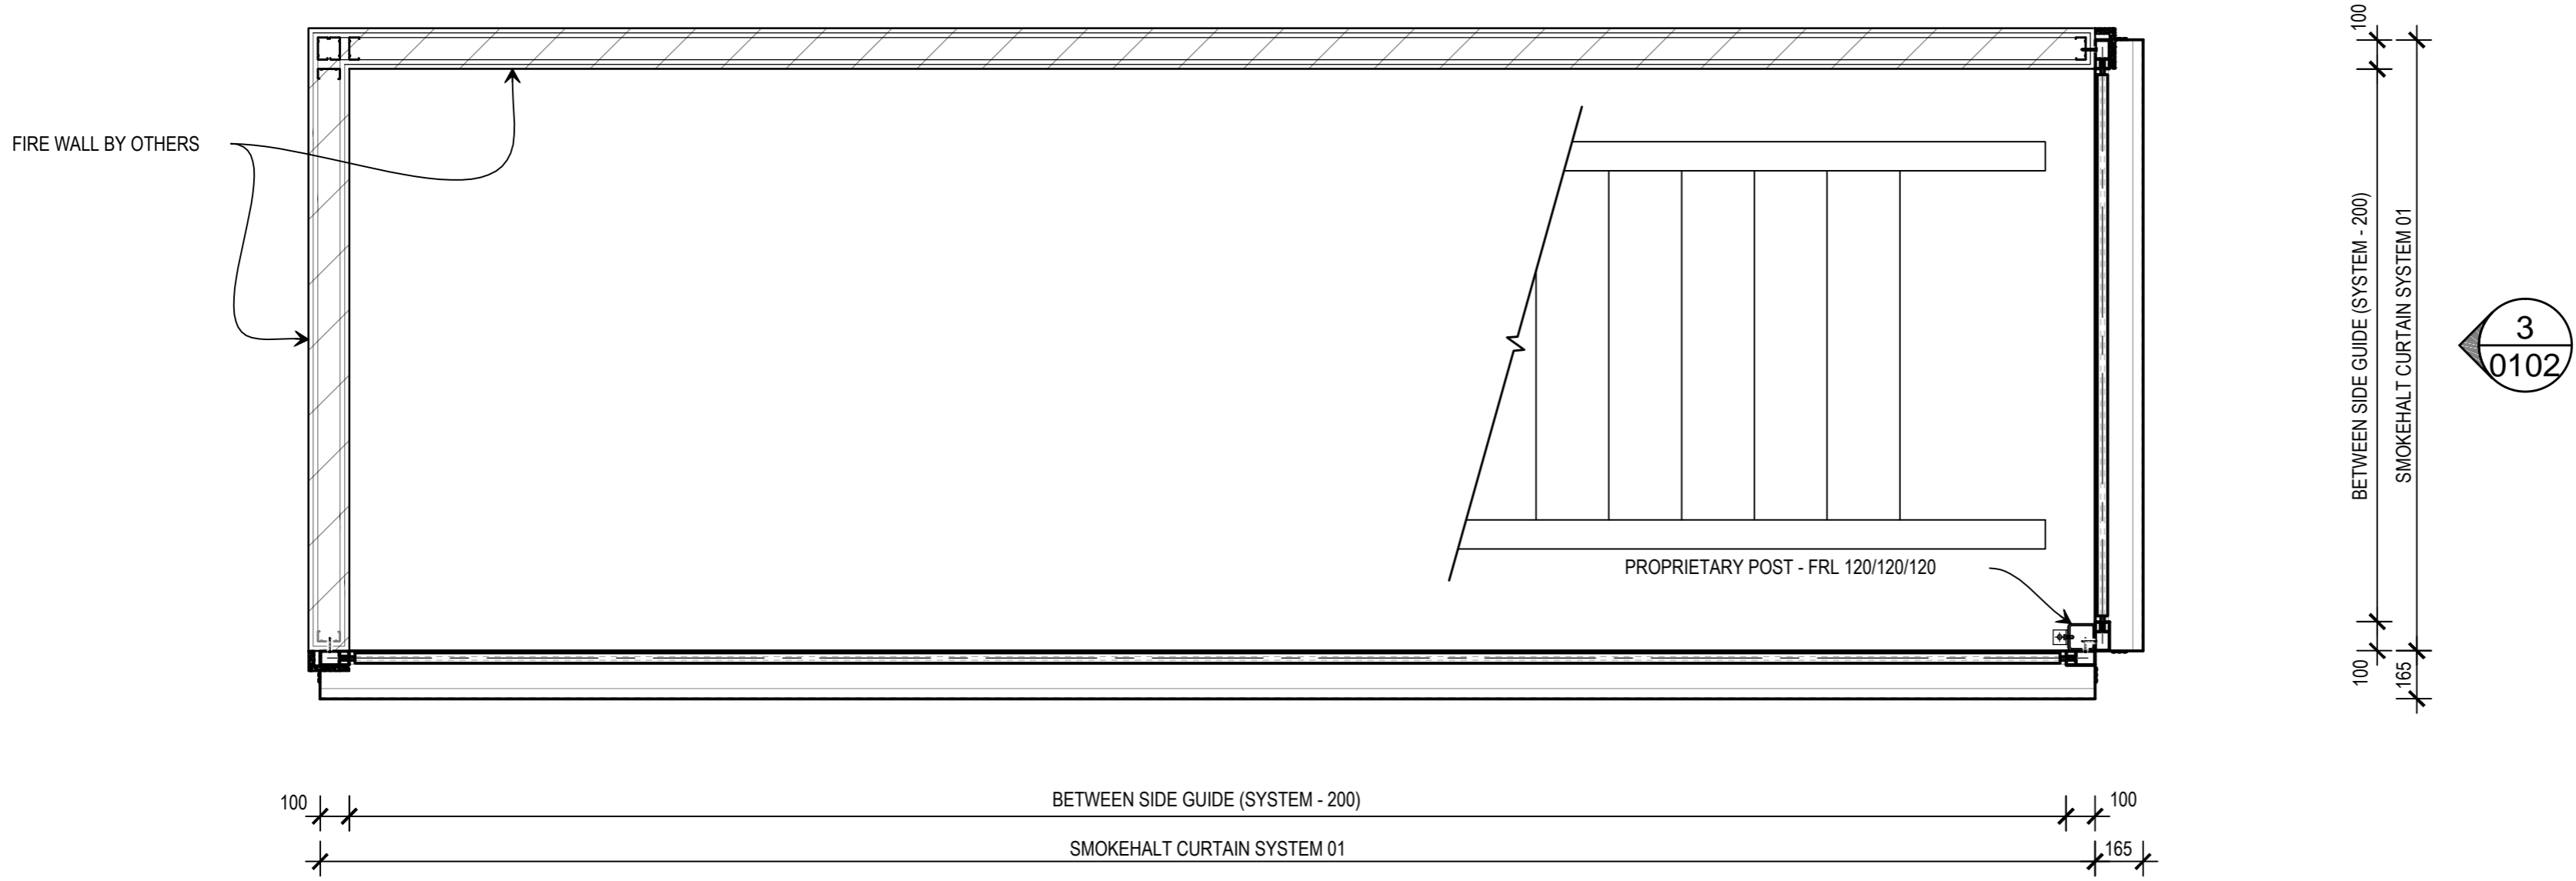 100
FIRE WALL BY OTHERS
BETWEEN SIDE GUIDE (SYSTEM - 200)
SMOKEHALT CURTAIN SYSTEM 01
3
0102
PROPRIETARY POST - FRL 120/120/120
100
165
100
BETWEEN SIDE GUIDE (SYSTEM - 200)
100
SMOKEHALT CURTAIN SYSTEM 01
165